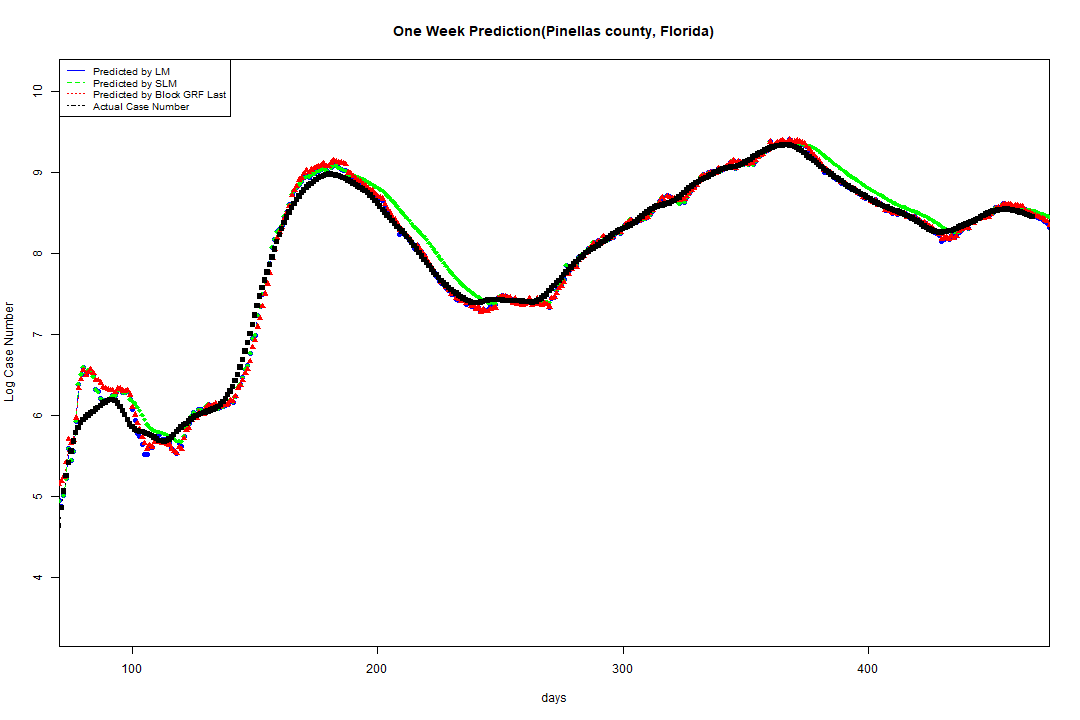 One Week Prediction(Pinellas county, Florida)
Predicted by LM
Predicted by SLM
Predicted by Block GRF Last
Actual Case Number
10
9
8
7
6
5
4
Log Case Number
100 200 300 400
days